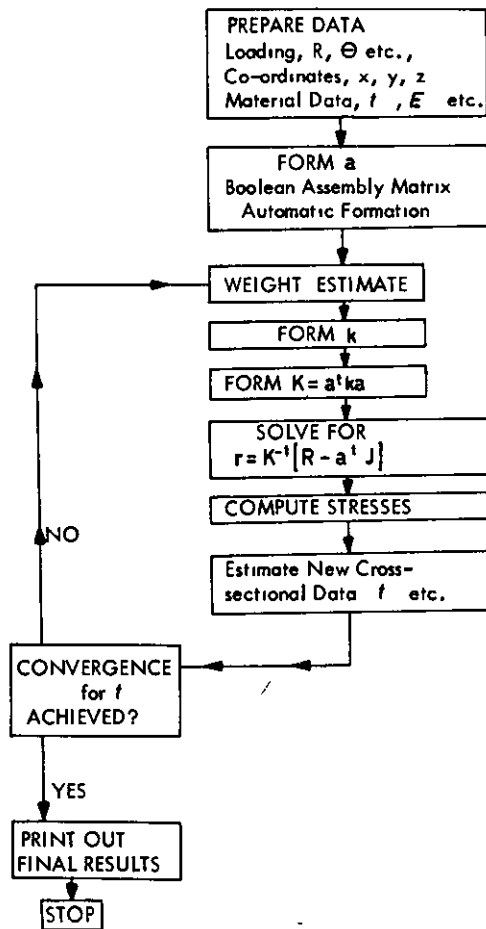 PREPARE DATA
Loading, R, Θ etc.,
Co-ordinates, x, y, z
Material Data, t , E etc.
FORM a
Boolean Assembly Matrix
Automatic Formation
WEIGHT ESTIMATE
FORM k
FORM K = aᵗka
SOLVE FOR
r = K⁻¹[R - aᵗ J]
COMPUTE STRESSES
Estimate New Cross-
sectional Data t etc.
NO
CONVERGENCE
for t
ACHIEVED?
YES
PRINT OUT
FINAL RESULTS
STOP